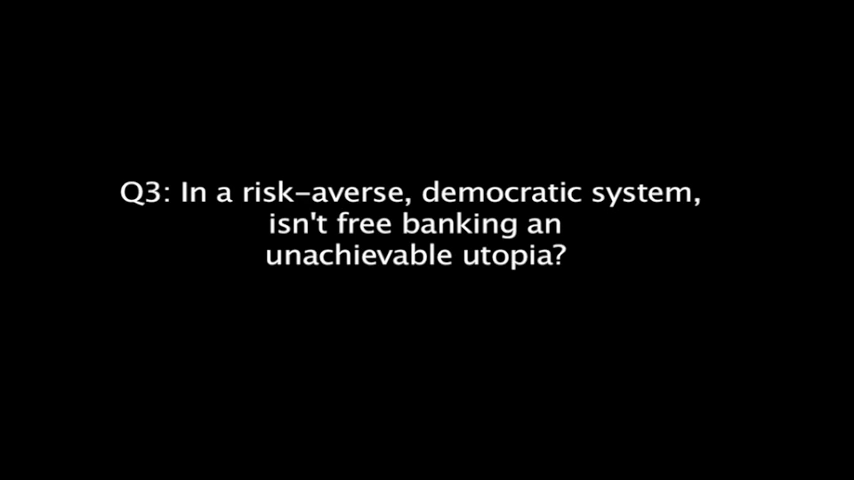 Q3: In a risk-averse, democratic system,
isn't free banking an
unachievable utopia?